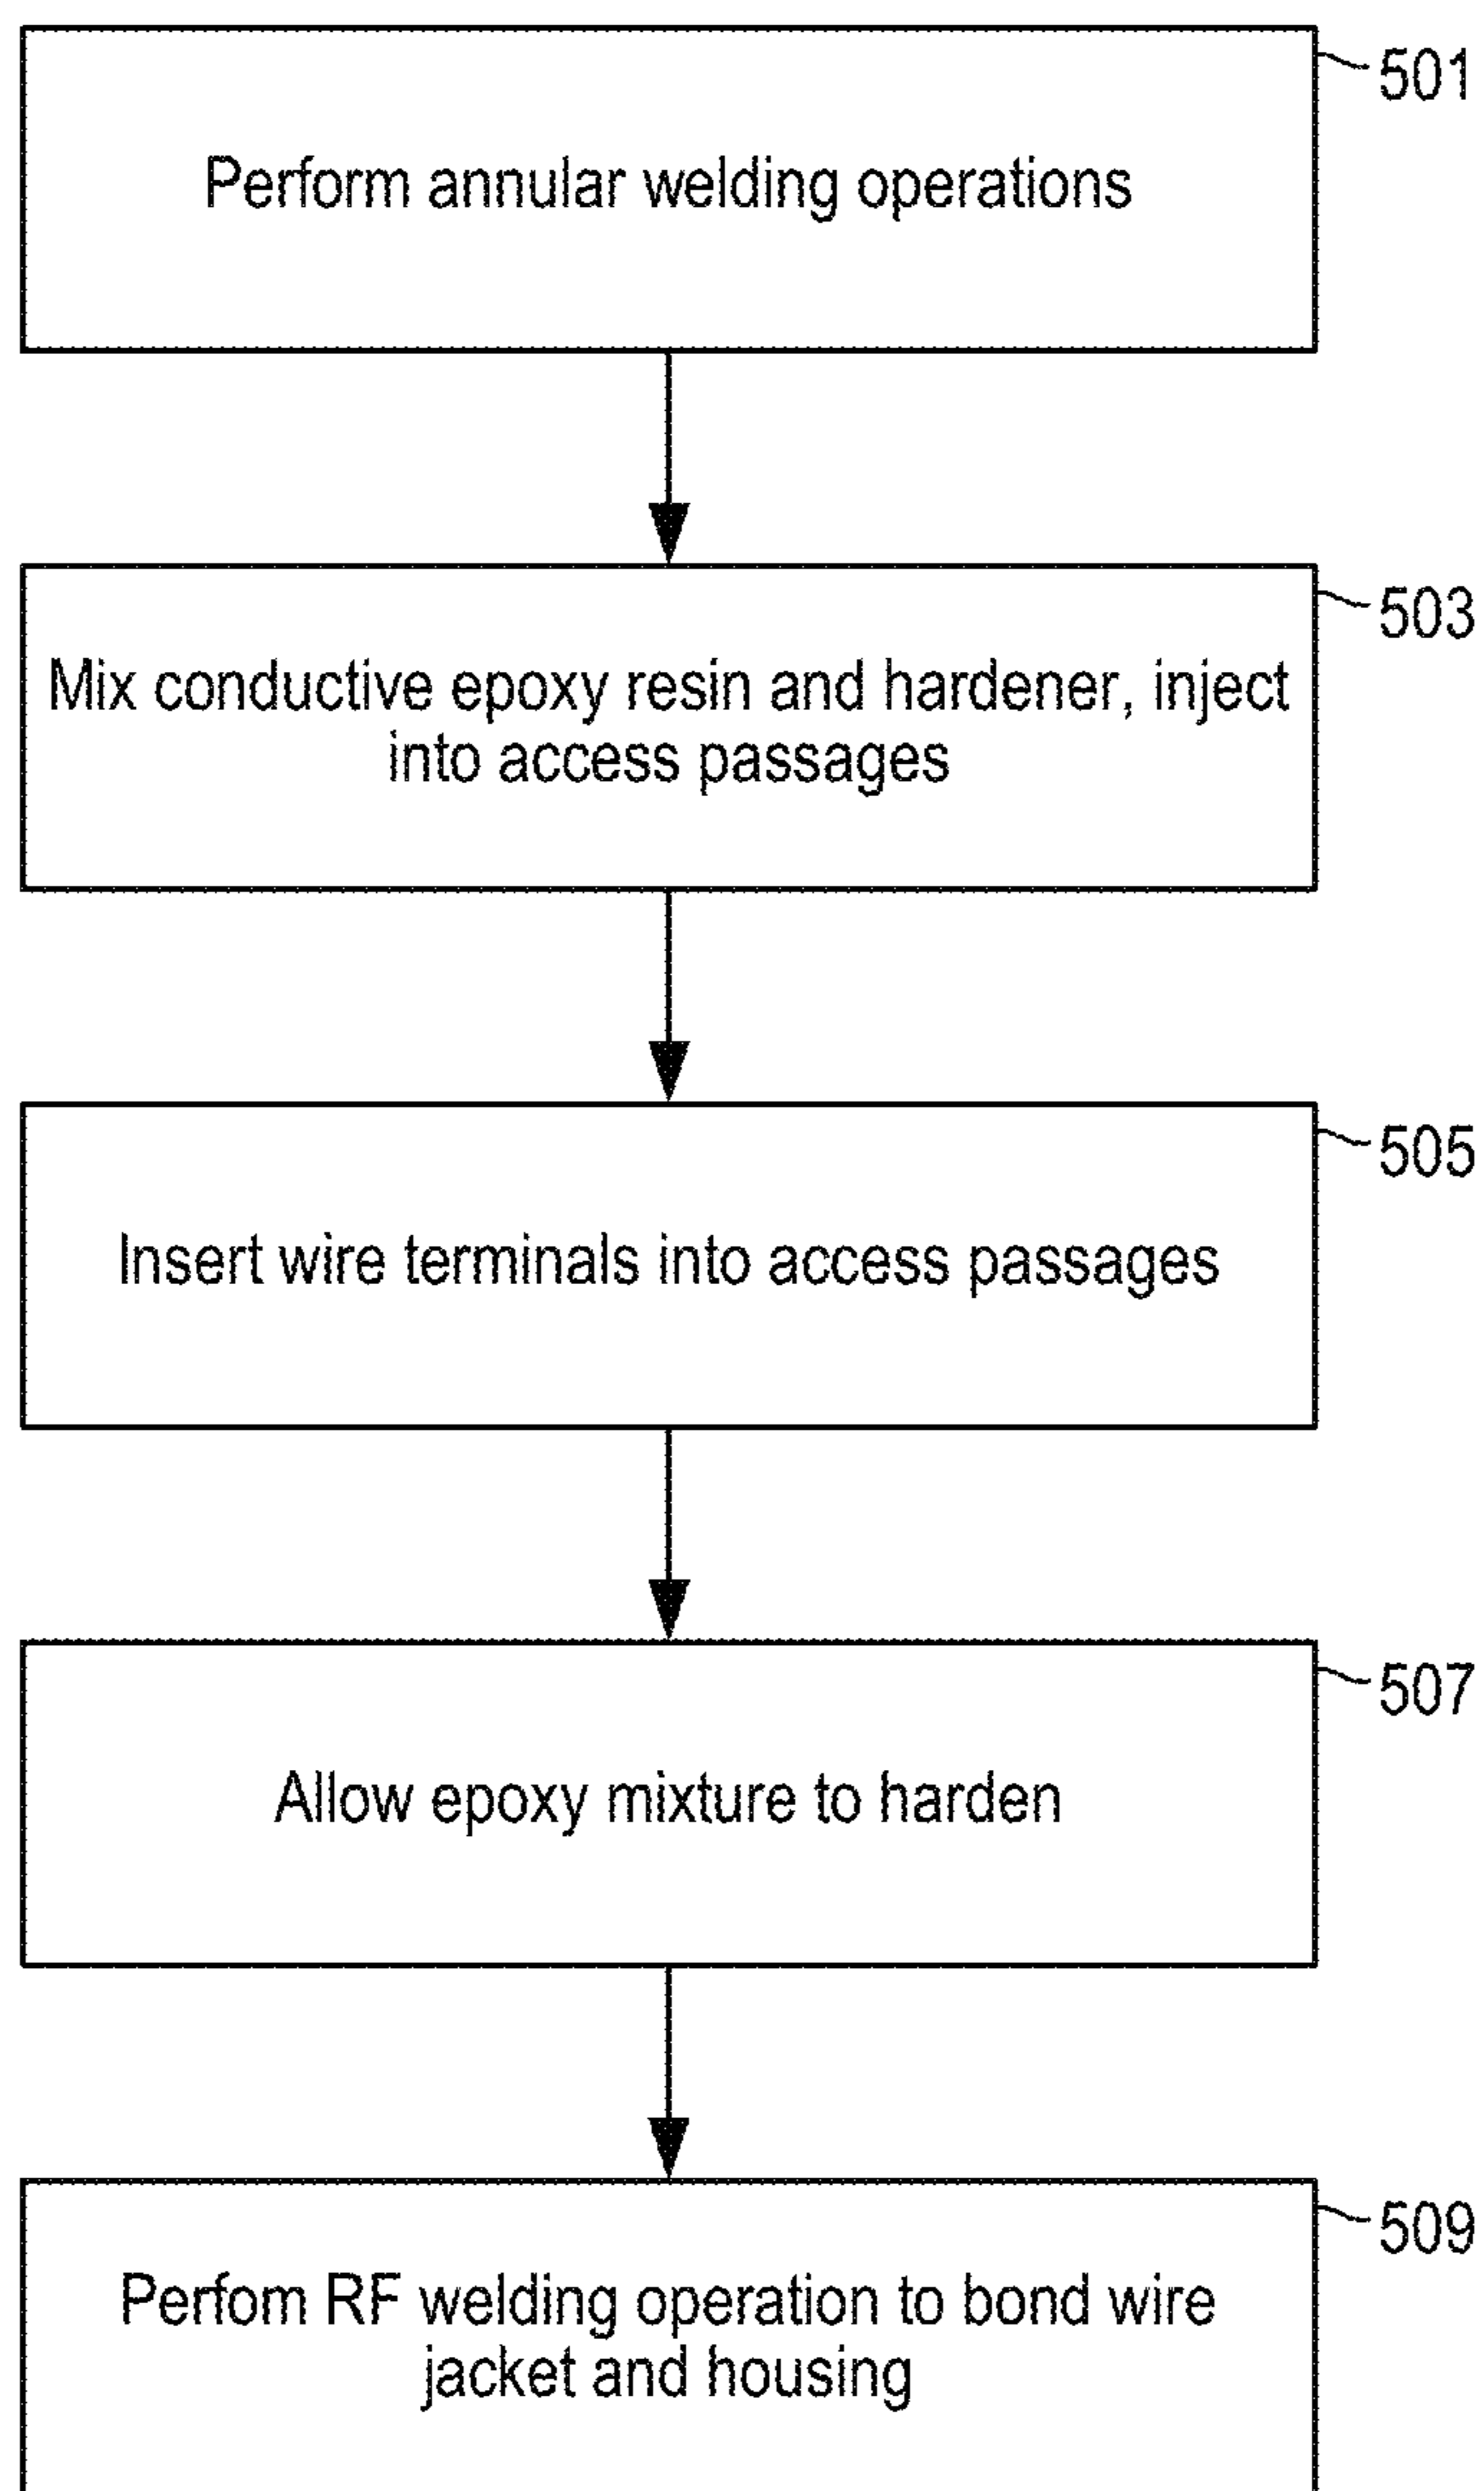 501
Perform annular welding operations
503
Mix conductive epoxy resin and hardener, inject
into access passages
505
Insert wire terminals into access passages
507
Allow epoxy mixture to harden
509
Perfom RF welding operation to bond wire
jacket and housing